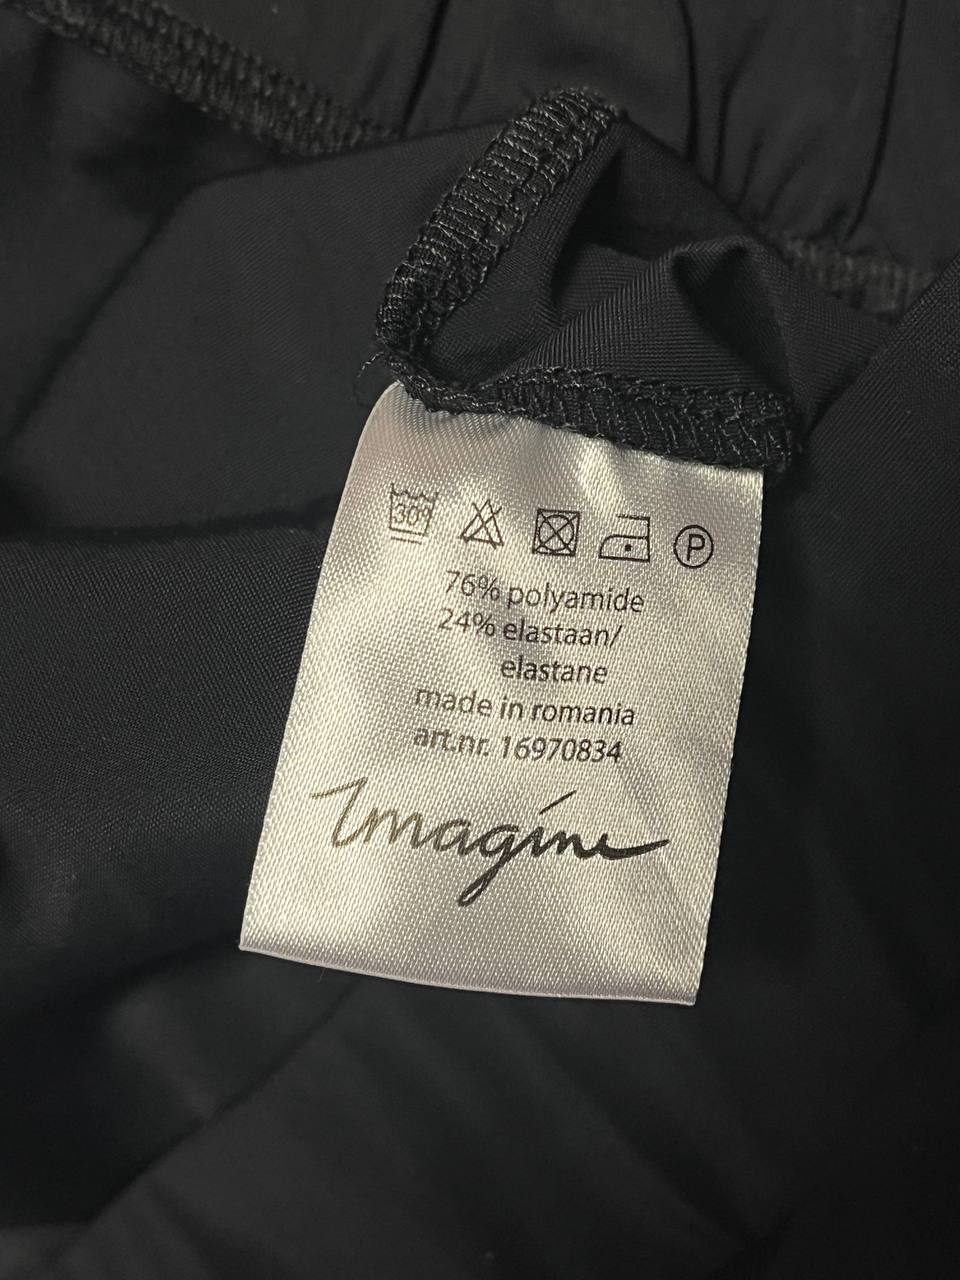 30°
P
76% polyamide
24% elastaan/
elastane
made in romania
art.nr. 16970834
Imagine